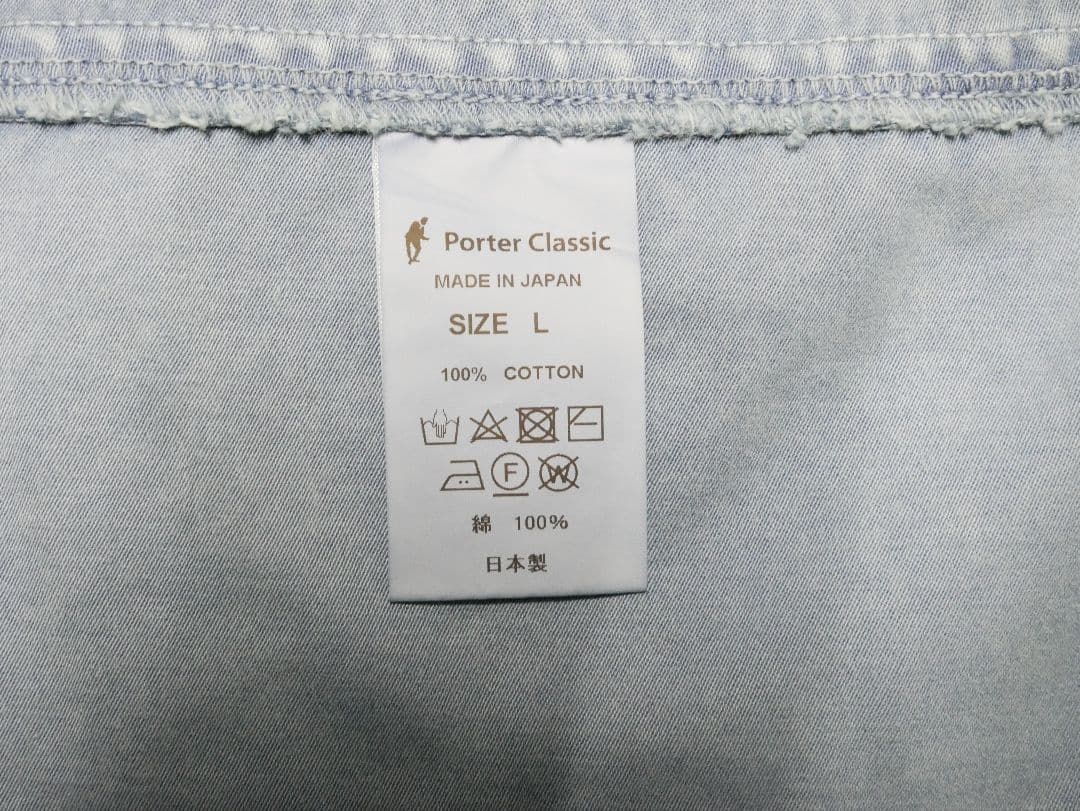 Porter Classic
MADE IN JAPAN
SIZE L
100% COTTON
F W
綿 100%
日本製